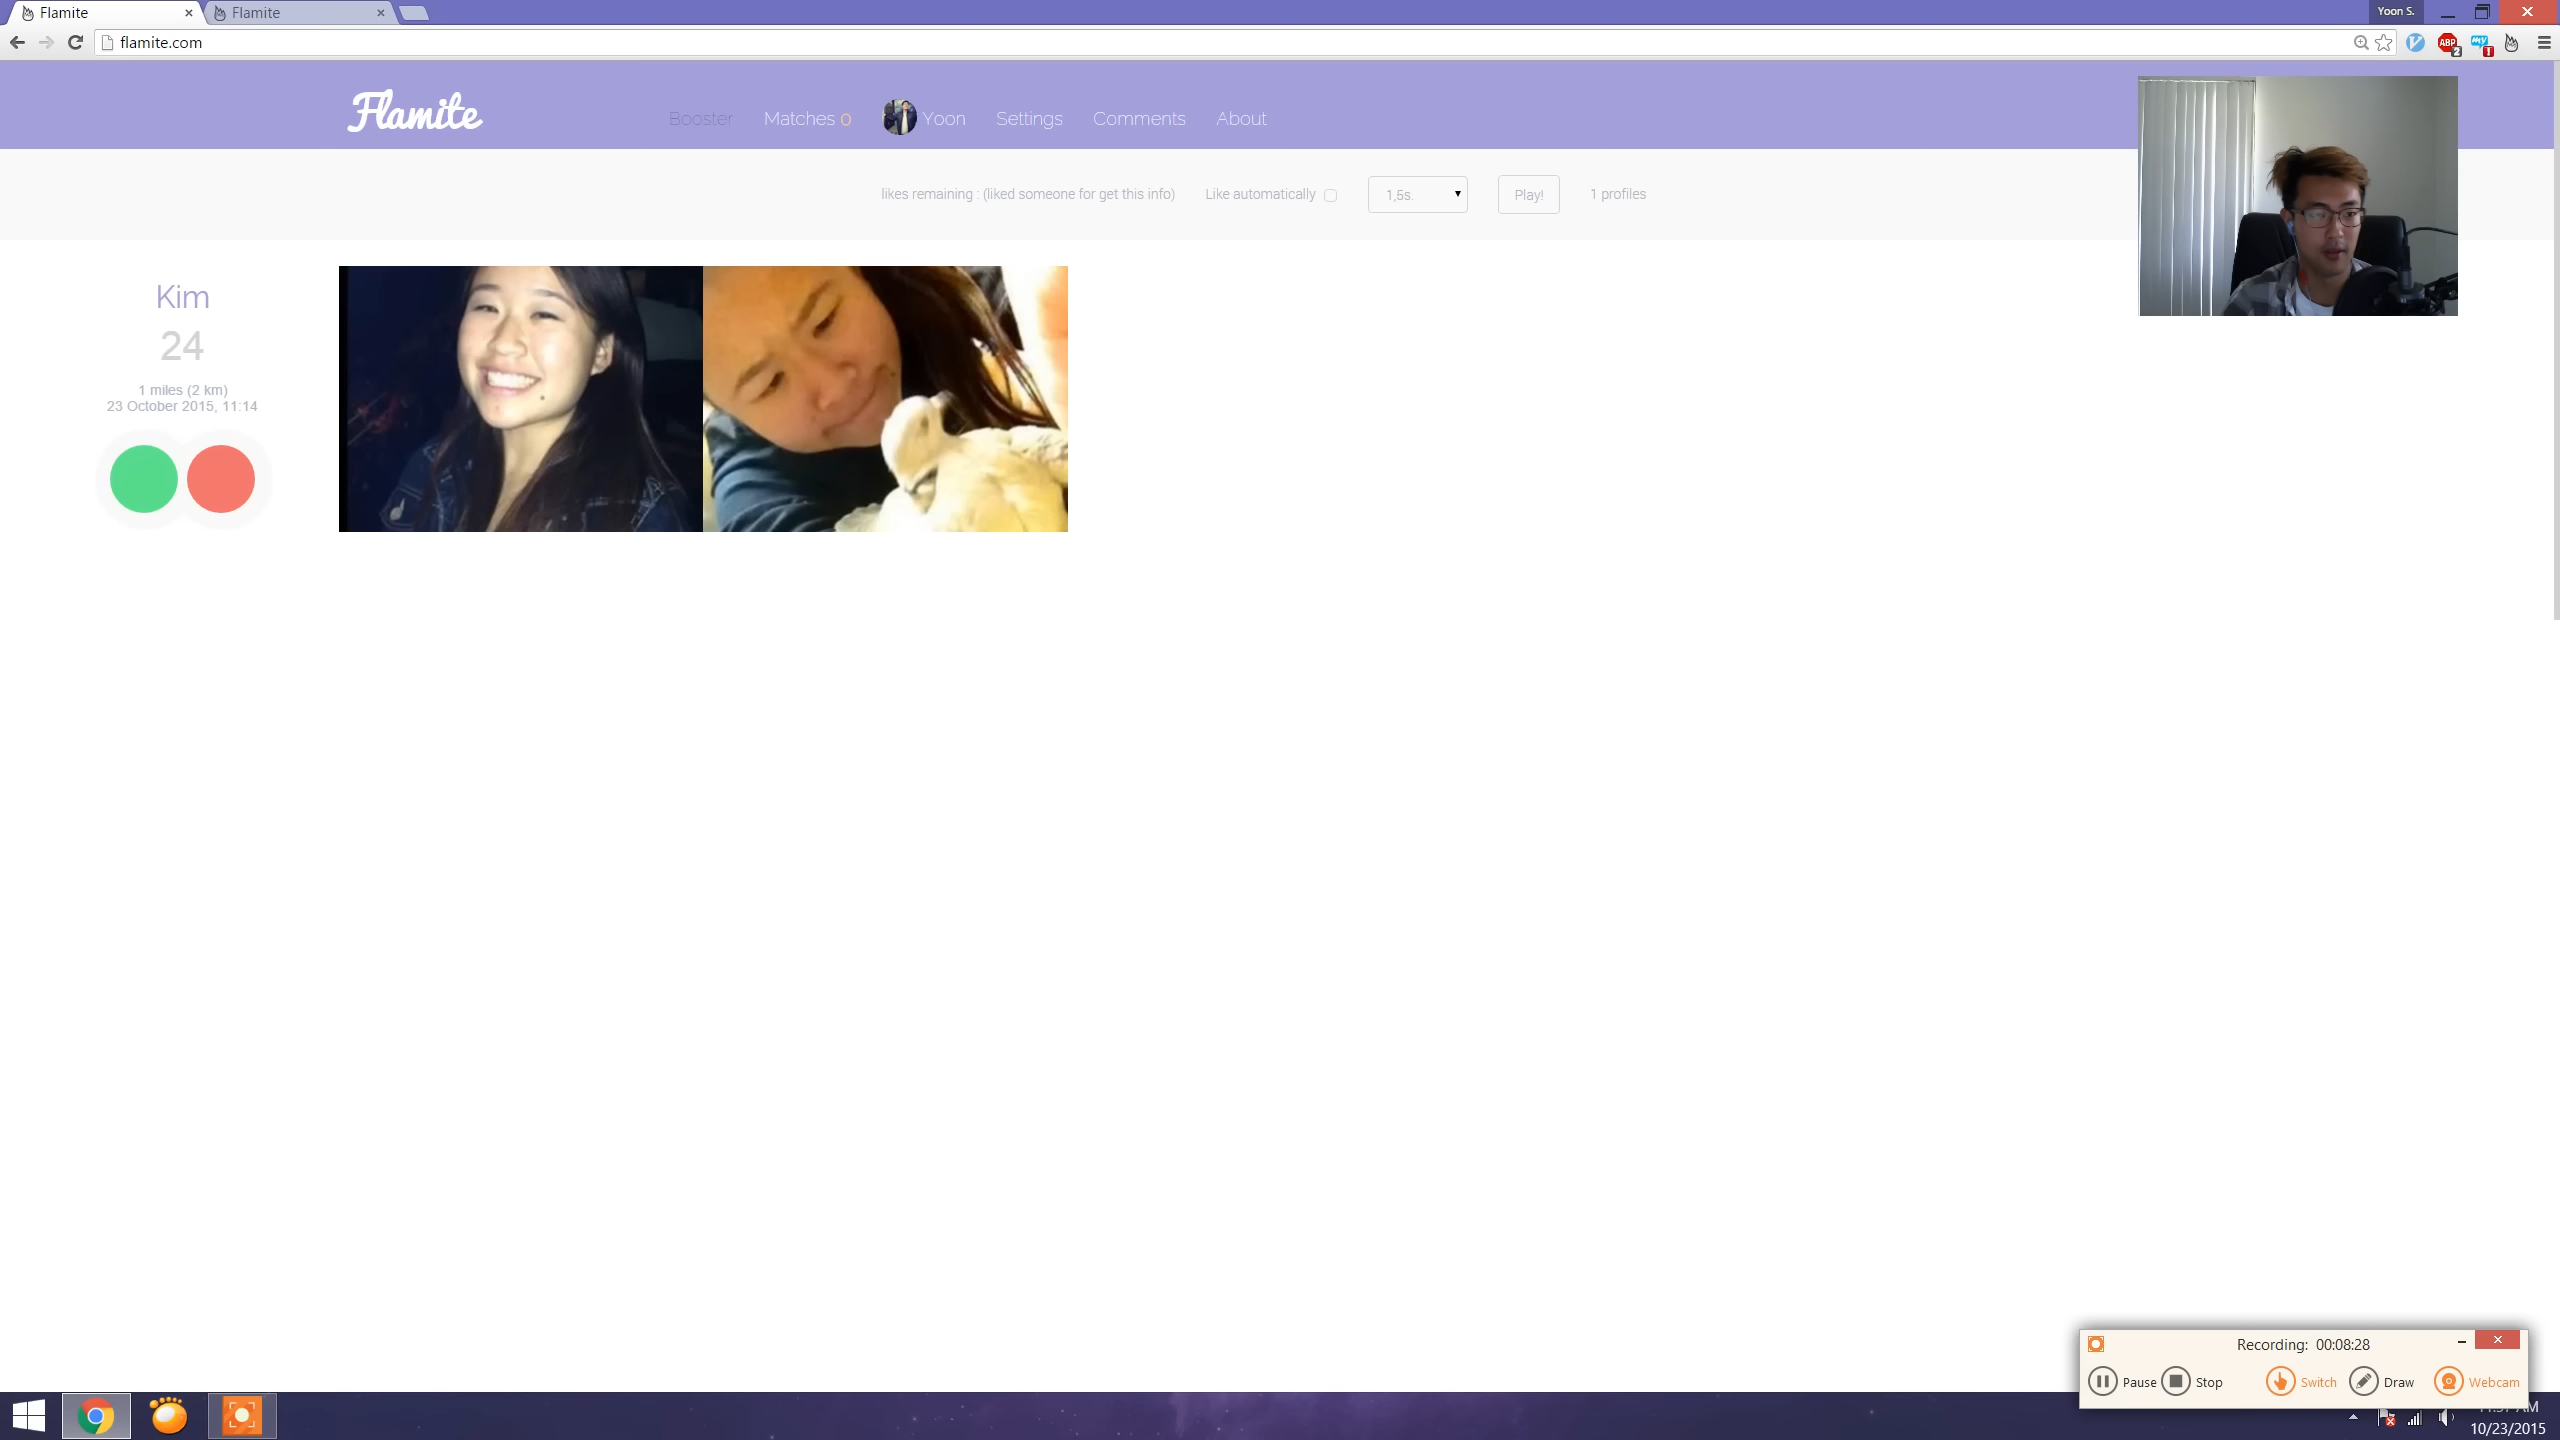 Flamite
Flamite
Yoon S.
flamite.com
ABP
2
Flamite
Booster
Matches 0
Yoon
Settings
Comments
About
likes remaining : (liked someone for get this info)
Like automatically
1,5s.
Play!
1 profiles
Kim
24
1 miles (2 km)
23 October 2015, 11:14
Recording: 00:08:28
Pause
Stop
Switch
Draw
Webcam
10/23/2015